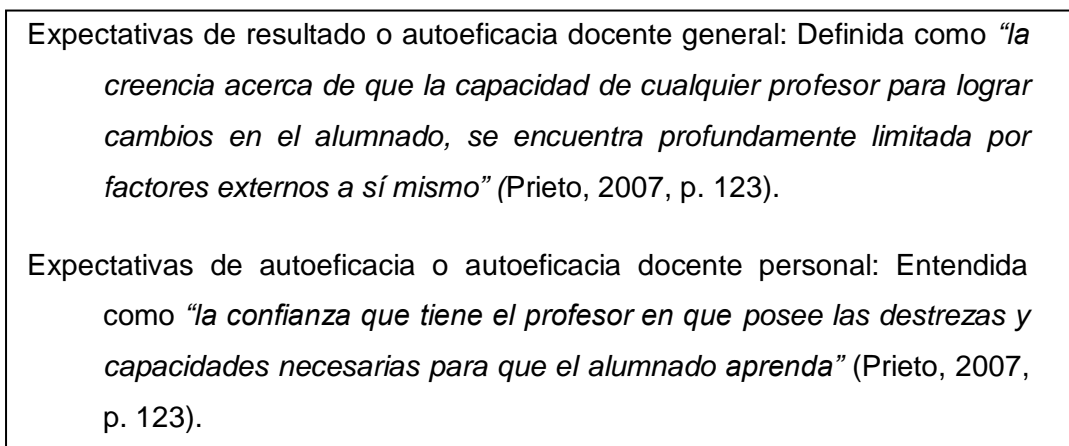 Expectativas de resultado o autoeficacia docente general: Definida como “la
creencia acerca de que la capacidad de cualquier profesor para lograr
cambios en el alumnado, se encuentra profundamente limitada por
factores externos a sí mismo” (Prieto, 2007, p. 123).
Expectativas de autoeficacia o autoeficacia docente personal: Entendida
como “la confianza que tiene el profesor en que posee las destrezas y
capacidades necesarias para que el alumnado aprenda” (Prieto, 2007,
p. 123).